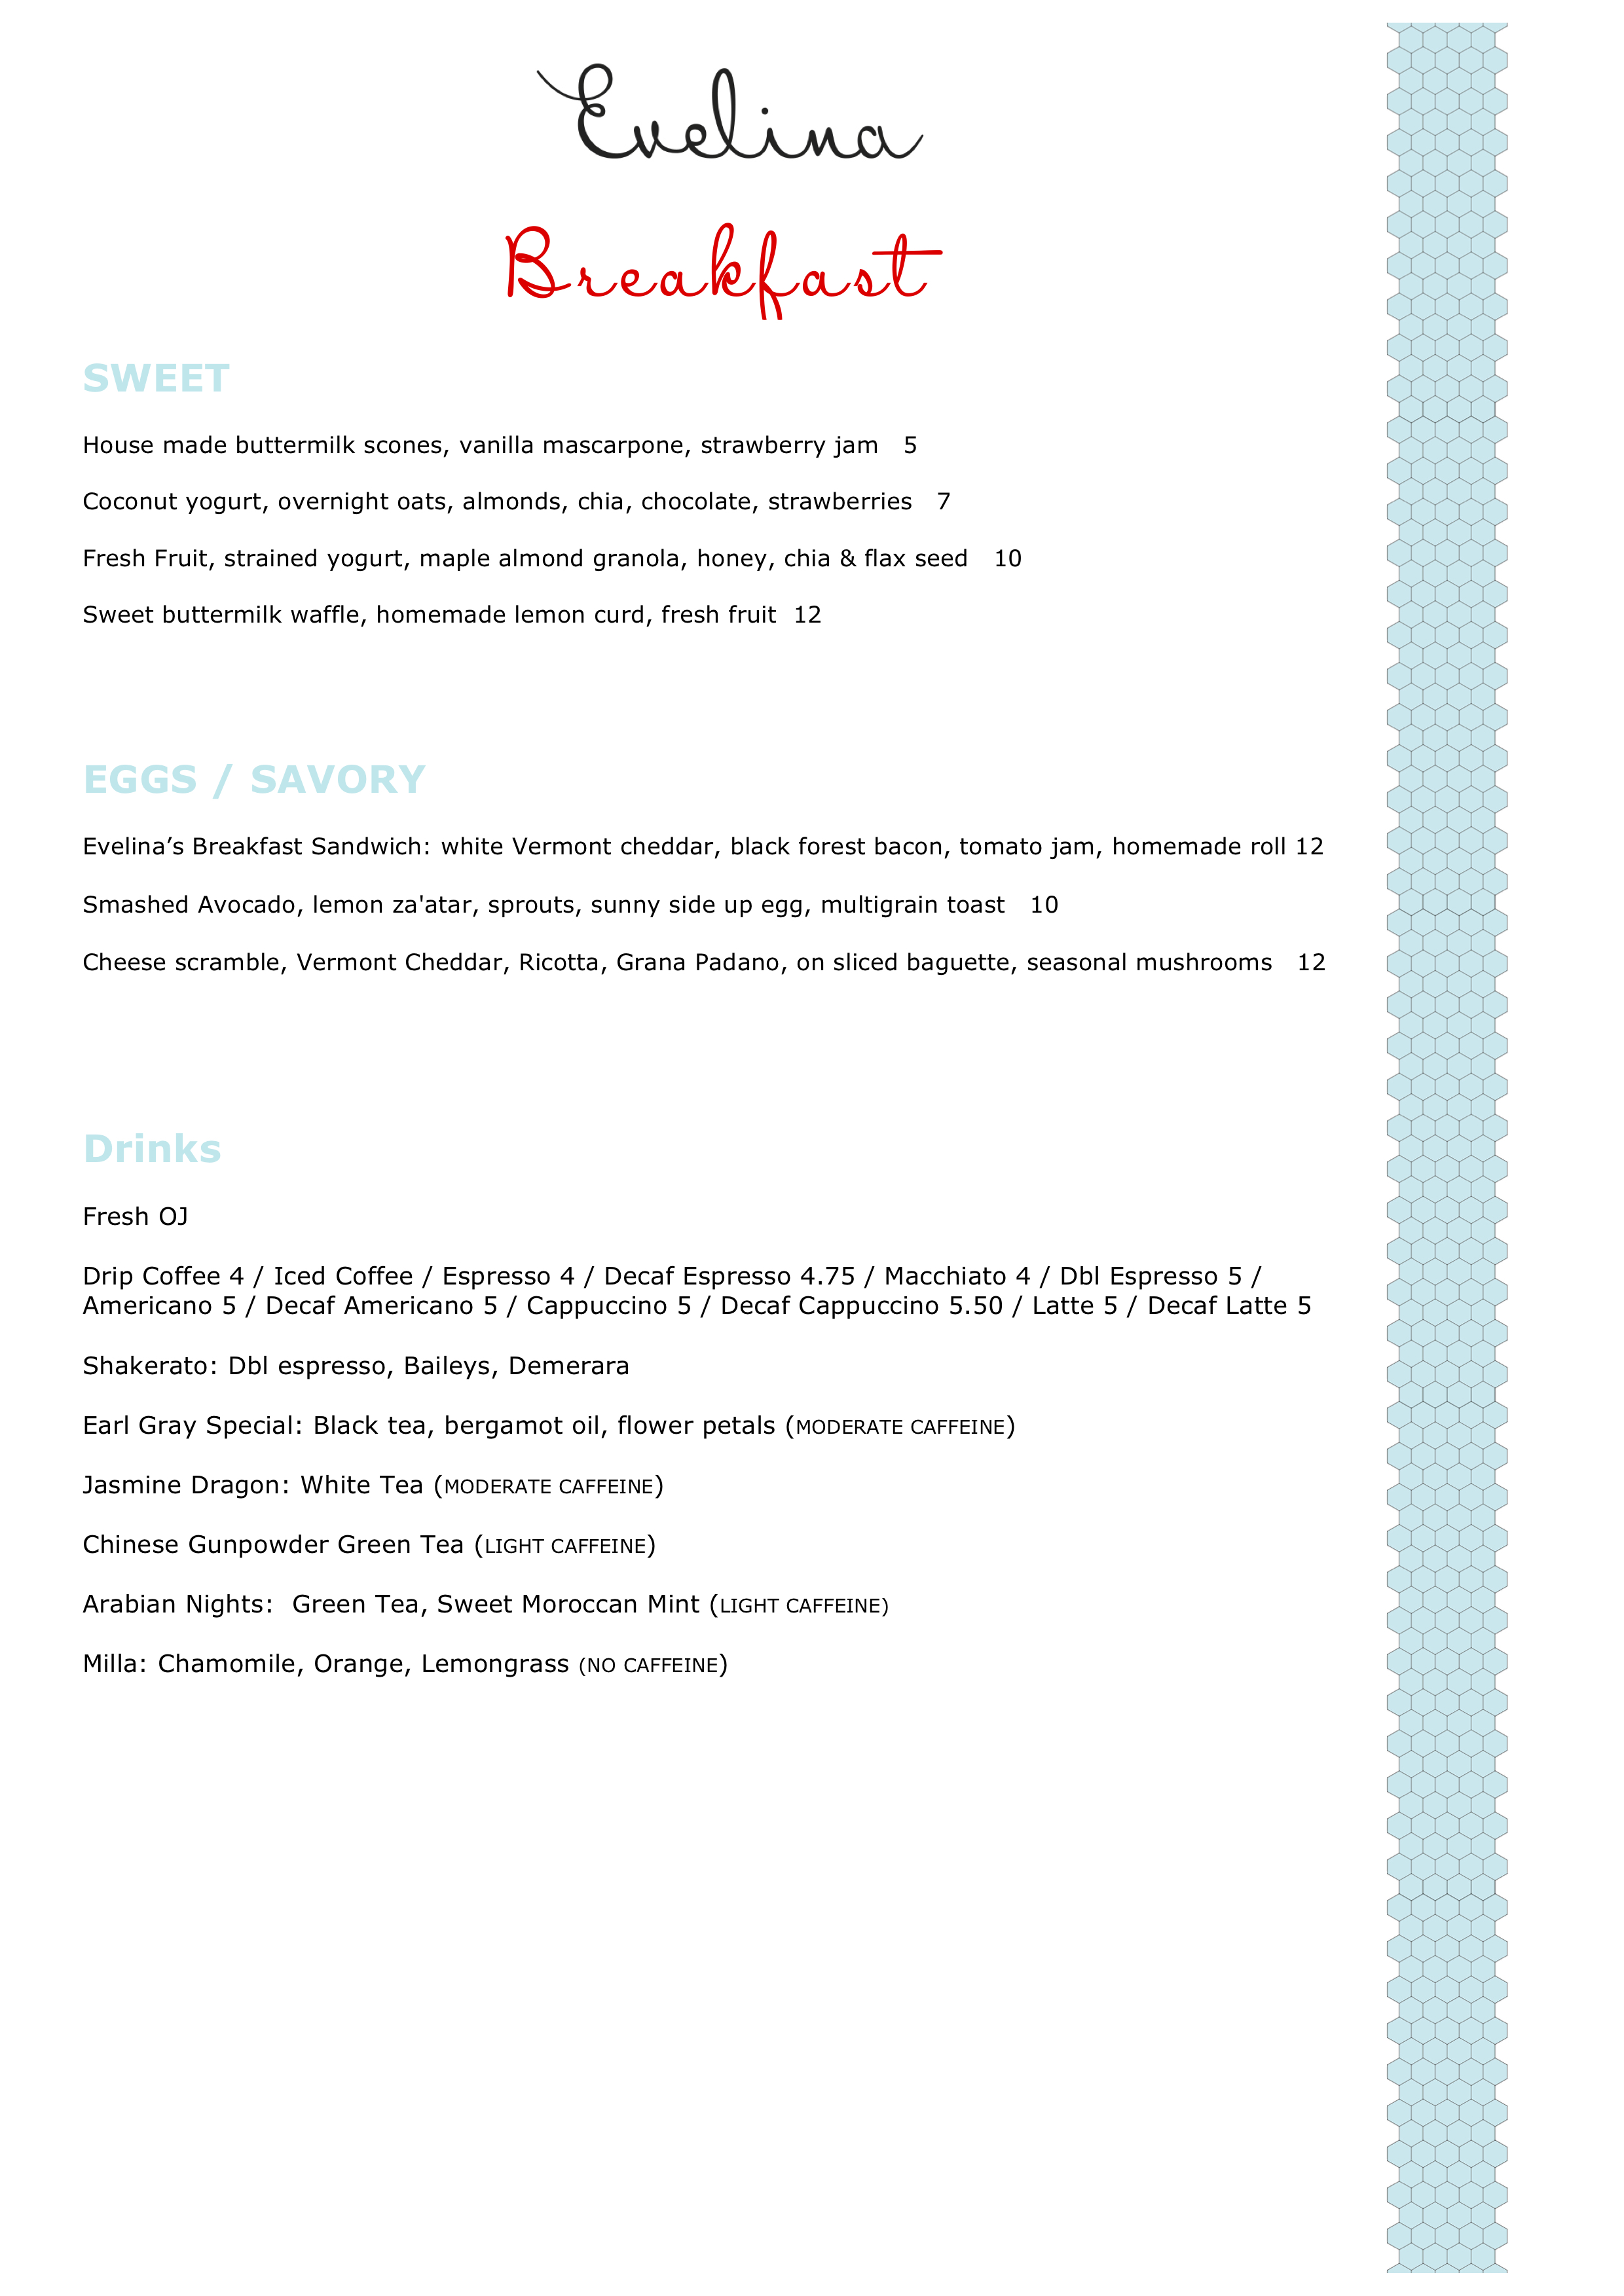 Evelina
Breakfast
SWEET
House made buttermilk scones, vanilla mascarpone, strawberry jam   5
Coconut yogurt, overnight oats, almonds, chia, chocolate, strawberries   7
Fresh Fruit, strained yogurt, maple almond granola, honey, chia & flax seed   10
Sweet buttermilk waffle, homemade lemon curd, fresh fruit  12
EGGS / SAVORY
Evelina’s Breakfast Sandwich: white Vermont cheddar, black forest bacon, tomato jam, homemade roll 12
Smashed Avocado, lemon za'atar, sprouts, sunny side up egg, multigrain toast   10
Cheese scramble, Vermont Cheddar, Ricotta, Grana Padano, on sliced baguette, seasonal mushrooms   12
Drinks
Fresh OJ
Drip Coffee 4 / Iced Coffee / Espresso 4 / Decaf Espresso 4.75 / Macchiato 4 / Dbl Espresso 5 /
Americano 5 / Decaf Americano 5 / Cappuccino 5 / Decaf Cappuccino 5.50 / Latte 5 / Decaf Latte 5
Shakerato: Dbl espresso, Baileys, Demerara
Earl Gray Special: Black tea, bergamot oil, flower petals (MODERATE CAFFEINE)
Jasmine Dragon: White Tea (MODERATE CAFFEINE)
Chinese Gunpowder Green Tea (LIGHT CAFFEINE)
Arabian Nights:  Green Tea, Sweet Moroccan Mint (LIGHT CAFFEINE)
Milla: Chamomile, Orange, Lemongrass (NO CAFFEINE)